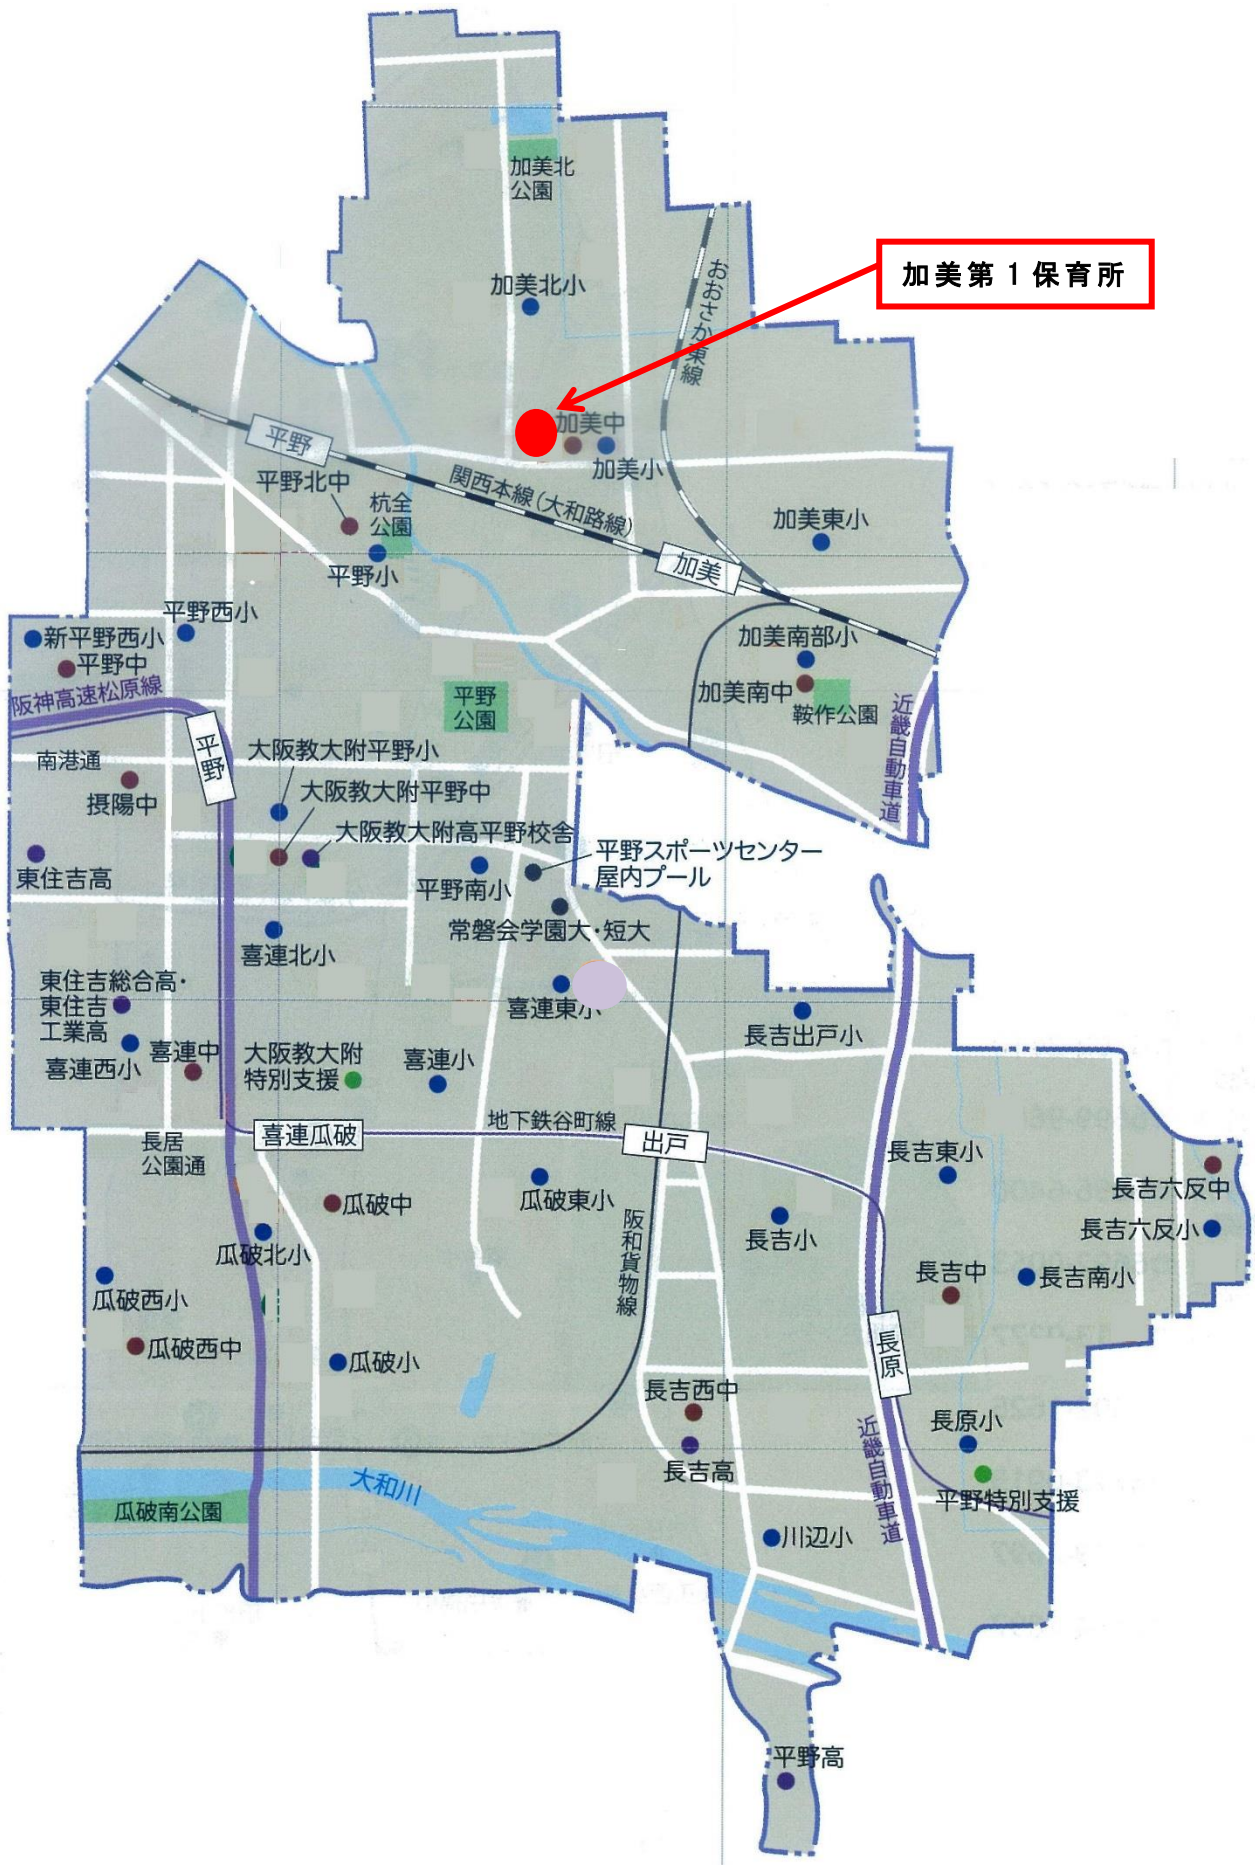 加美北
公園
加美北小
おおさか東線
加美第1保育所
加美中
加美小
平野
関西本線(大和路線)
平野北中
杭全
公園
平野小
加美
加美東小
平野西小
新平野西小
平野中
阪神高速松原線
加美南部小
加美南中
鞍作公園
近畿自動車道
平野
公園
平野
南港通
摂陽中
大阪教大附平野小
大阪教大附平野中
大阪教大附高平野校舎
平野スポーツセンター
屋内プール
東住吉高
平野南小
常磐会学園大・短大
喜連北小
東住吉総合高・
東住吉
工業高
喜連西小
喜連中
大阪教大附
特別支援
喜連小
喜連東小
長吉出戸小
地下鉄谷町線
喜連瓜破
出戸
長居
公園通
長吉東小
長吉六反中
瓜破中
瓜破東小
長吉小
長吉六反小
瓜破北小
阪和貨物線
瓜破西小
長吉中
長吉南小
瓜破西中
瓜破小
長原
長吉西中
長原小
長吉高
近畿自動車道
大和川
平野特別支援
瓜破南公園
川辺小
平野高